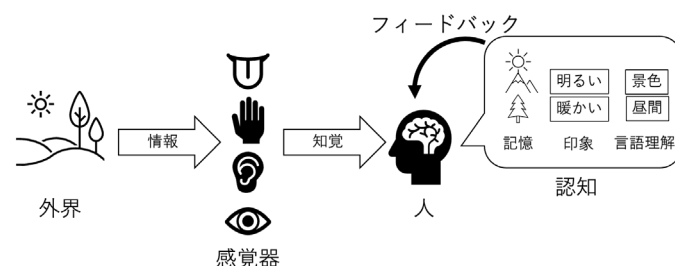 フィードバック
明るい
景色
暖かい
昼間
記憶
印象
言語理解
認知
情報
知覚
外界
感覚器
人